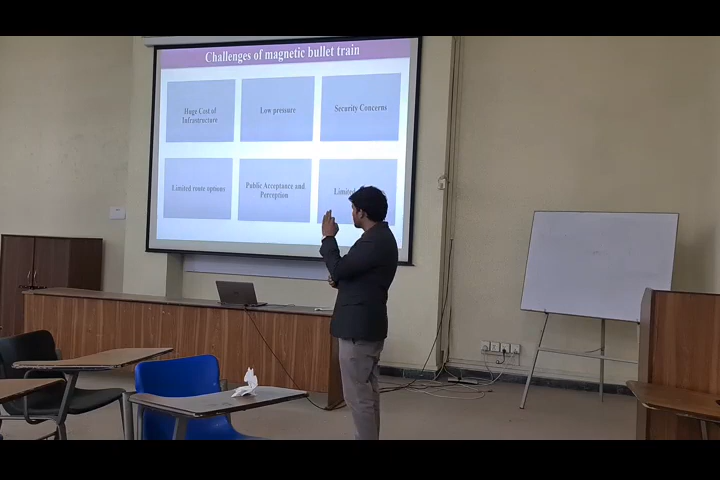 Challenges of magnetic bullet train
Huge Cost of
Infrastructure
Low pressure
Security Concerns
Limited route options
Public Acceptance and
Perception
Limited